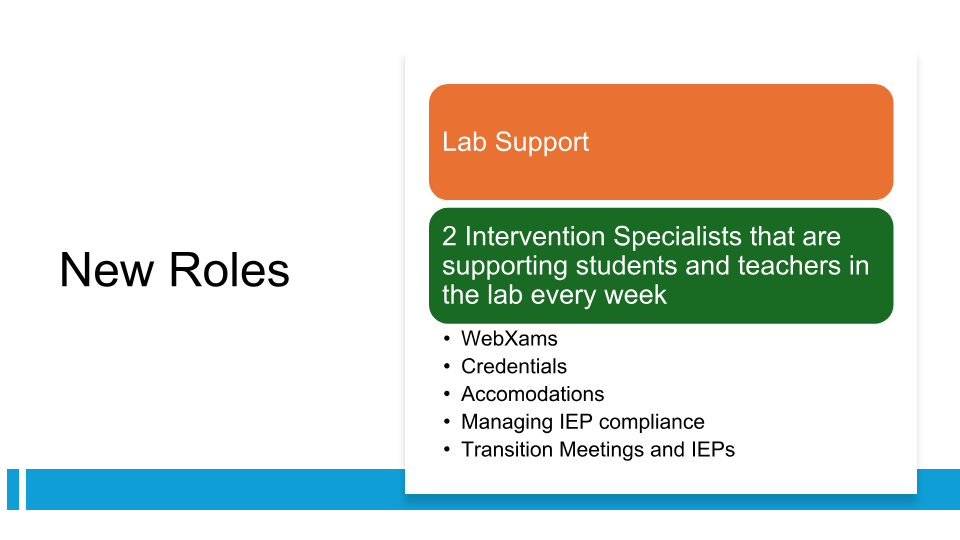 New Roles
Lab Support
2 Intervention Specialists that are
supporting students and teachers in
the lab every week
• WebXams
• Credentials
• Accomodations
• Managing IEP compliance
• Transition Meetings and IEPs